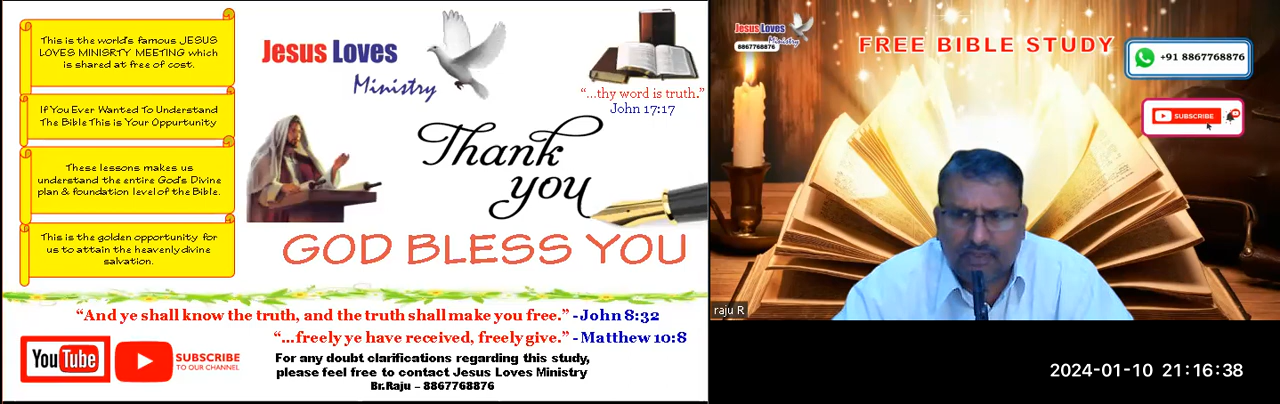 This is the world's famous JESUS
LOVES MINISRTY MEETING which
is shared at free of cost.
If You Ever Wanted To Understand
The Bible This is Your Oppurtunity
These lessons makes us
understand the entire God's Divine
plan & foundation level of the Bible.
This is the golden opportunity for
us to attain the heavenly divine
salvation.
Jesus Loves
Ministry
"...thy word is truth."
John 17:17
Thank
you
GOD BLESS YOU
"And ye shall know the truth, and the truth shall make you free." - John 8:32
"...freely ye have received, freely give." - Matthew 10:8
YouTube
SUBSCRIBE
TO OUR CHANNEL
For any doubt clarifications regarding this study,
please feel free to contact Jesus Loves Ministry
Br.Raju – 8867768876
Jesus Loves
Ministry
8867768876
FREE BIBLE STUDY
+91 8867768876
SUBSCRIBE
raju R
2024-01-10 21:16:38